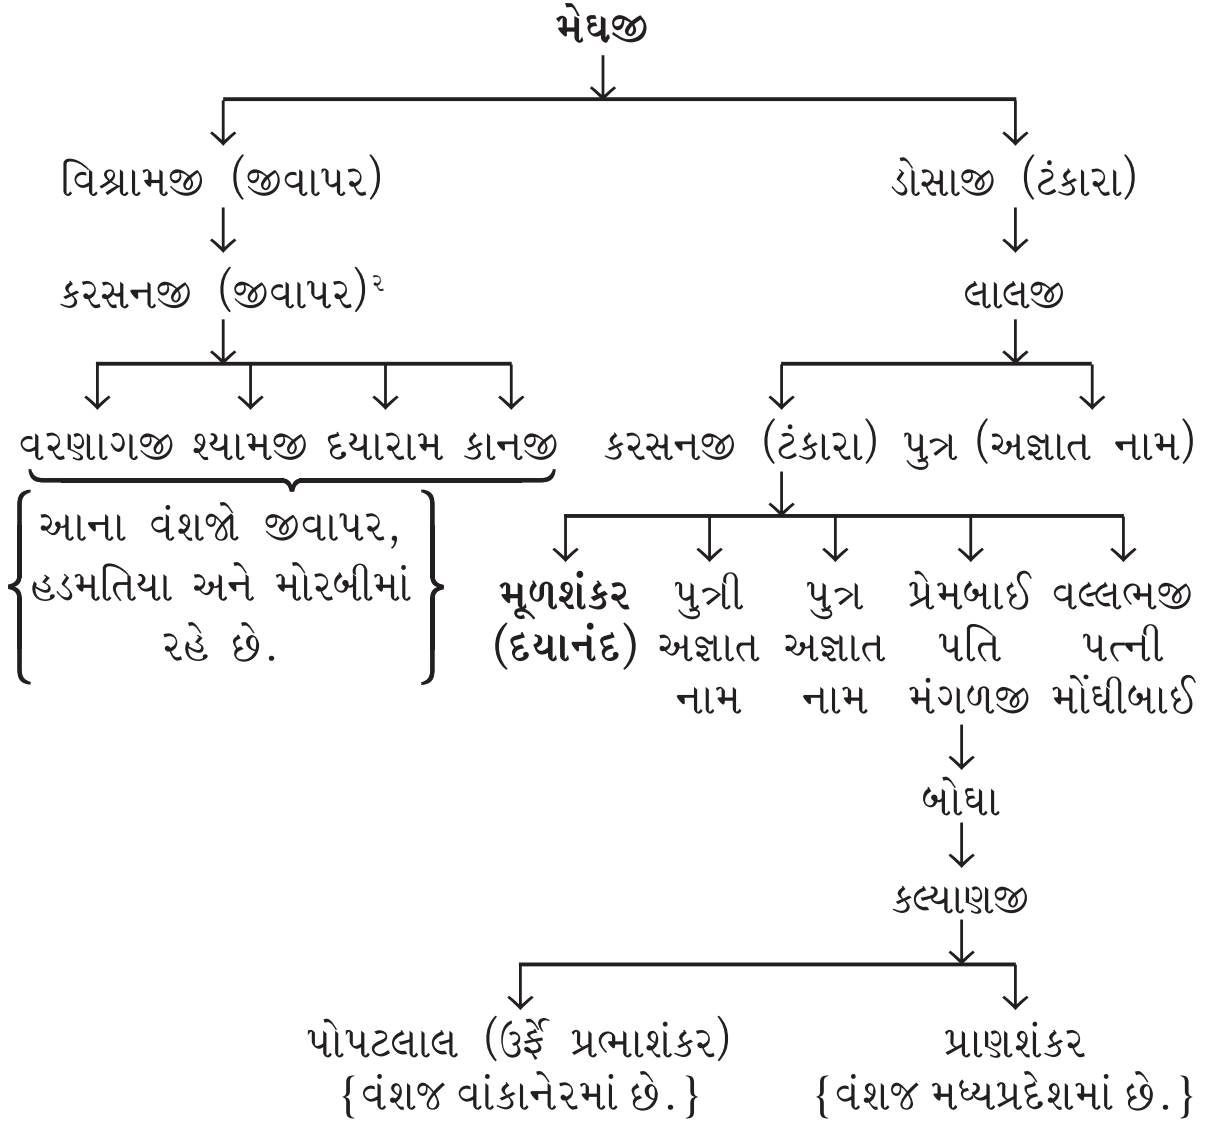 મેઘજી
વિશ્રામજી (જીવાપર) ડોસાજી (ટંકારા)
કરસનજી (જીવાપર)૨ લાલજી
વરણાગજી શ્યામજી દયારામ કાનજી કરસનજી (ટંકારા) પુત્ર (અજ્ઞાત નામ)
{આના વંશજો જીવાપર,
હડમતિયા અને મોરબીમાં
રહે છે.}
મૂળશંકર પુત્રી પુત્ર પ્રેમબાઈ વલ્લભજી
(દયાનંદ) અજ્ઞાત અજ્ઞાત પતિ પત્ની
નામ નામ મંગળજી મોંઘીબાઈ
બોઘા
કલ્યાણજી
પોપટલાલ (ઉર્ફે પ્રભાશંકર) પ્રાણશંકર
{વંશજ વાંકાનેરમાં છે.} {વંશજ મધ્યપ્રદેશમાં છે.}